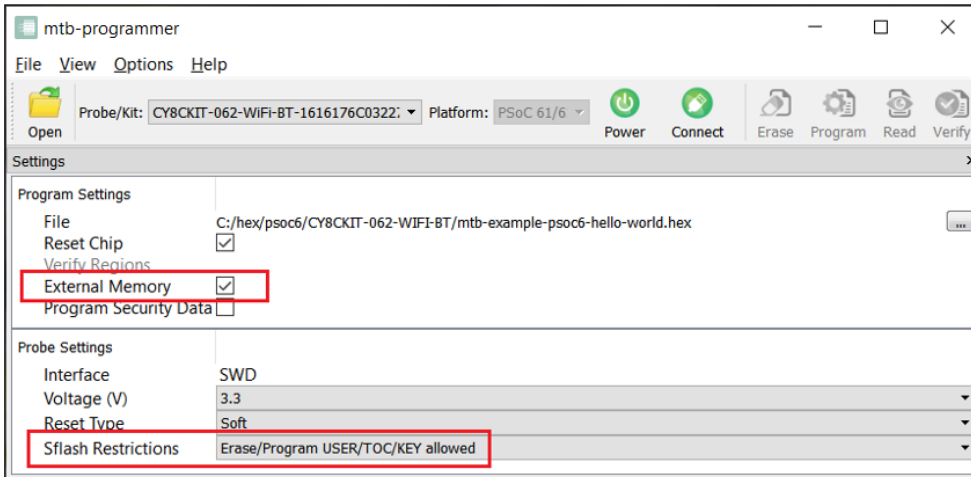 mtb-programmer
File View Options Help
Open Probe/Kit: CY8CKIT-062-WiFi-BT-1616176C0322: Platform: PSoC 61/6 Power Connect Erase Program Read Verify
Settings
Program Settings
File C:/hex/psoc6/CY8CKIT-062-WIFI-BT/mtb-example-psoc6-hello-world.hex ...
Reset Chip
Verify Regions
External Memory
Program Security Data
Probe Settings
Interface SWD
Voltage (V) 3.3
Reset Type Soft
Sflash Restrictions Erase/Program USER/TOC/KEY allowed